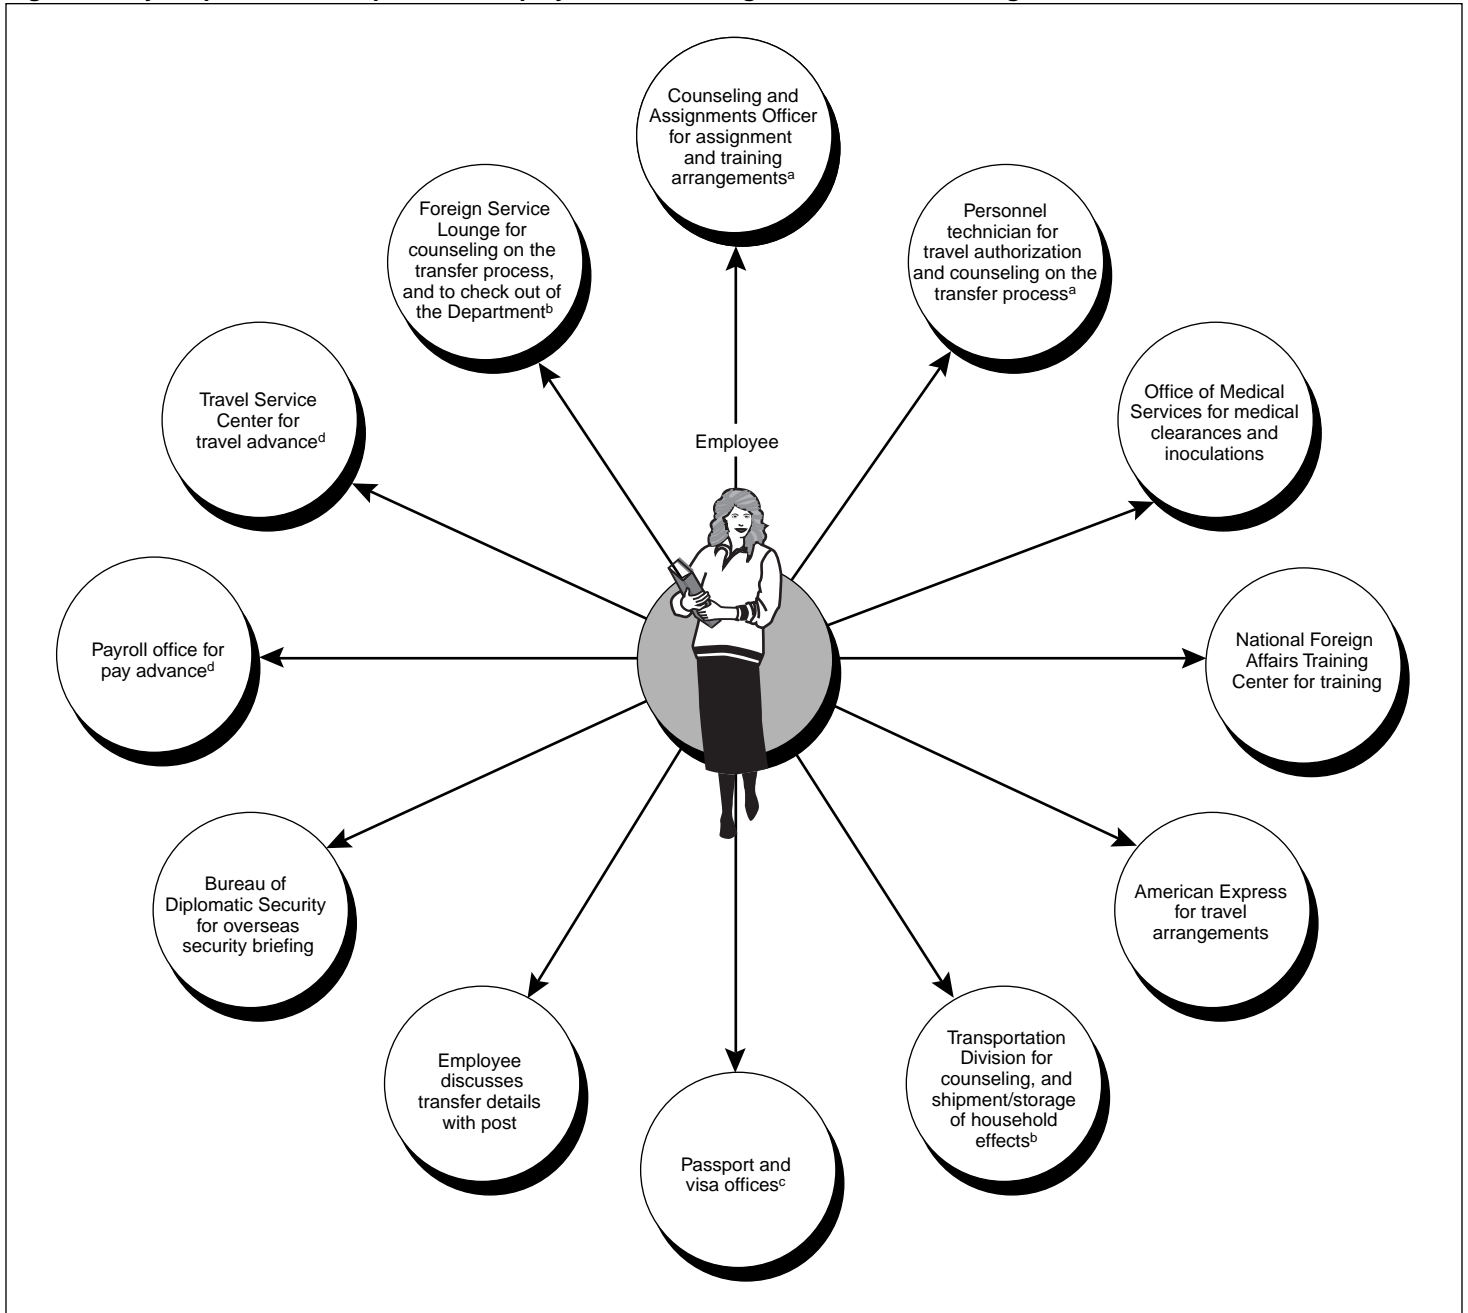 Counseling and
Assignments Officer
for assignment
and training
arrangementsᵃ
Foreign Service
Lounge for
counseling on the
transfer process,
and to check out of
the Departmentᵇ
Personnel
technician for
travel authorization
and counseling on the
transfer processᵃ
Travel Service
Center for
travel advanceᵈ
Office of Medical
Services for medical
clearances and
inoculations
Employee
Payroll office for
pay advanceᵈ
National Foreign
Affairs Training
Center for training
Bureau of
Diplomatic Security
for overseas
security briefing
American Express
for travel
arrangements
Employee
discusses
transfer details
with post
Transportation
Division for
counseling, and
shipment/storage
of household
effectsᵇ
Passport and
visa officesᶜ